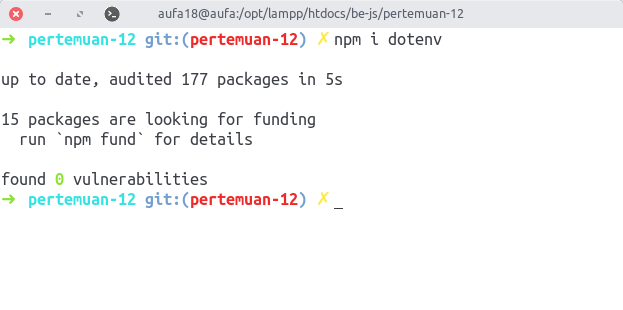 aufa18@aufa:/opt/lampp/htdocs/be-js/pertemuan-12
➜ pertemuan-12 git:(pertemuan-12) ✗ npm i dotenv
up to date, audited 177 packages in 5s
15 packages are looking for funding
  run `npm fund` for details
found 0 vulnerabilities
➜ pertemuan-12 git:(pertemuan-12) ✗ _